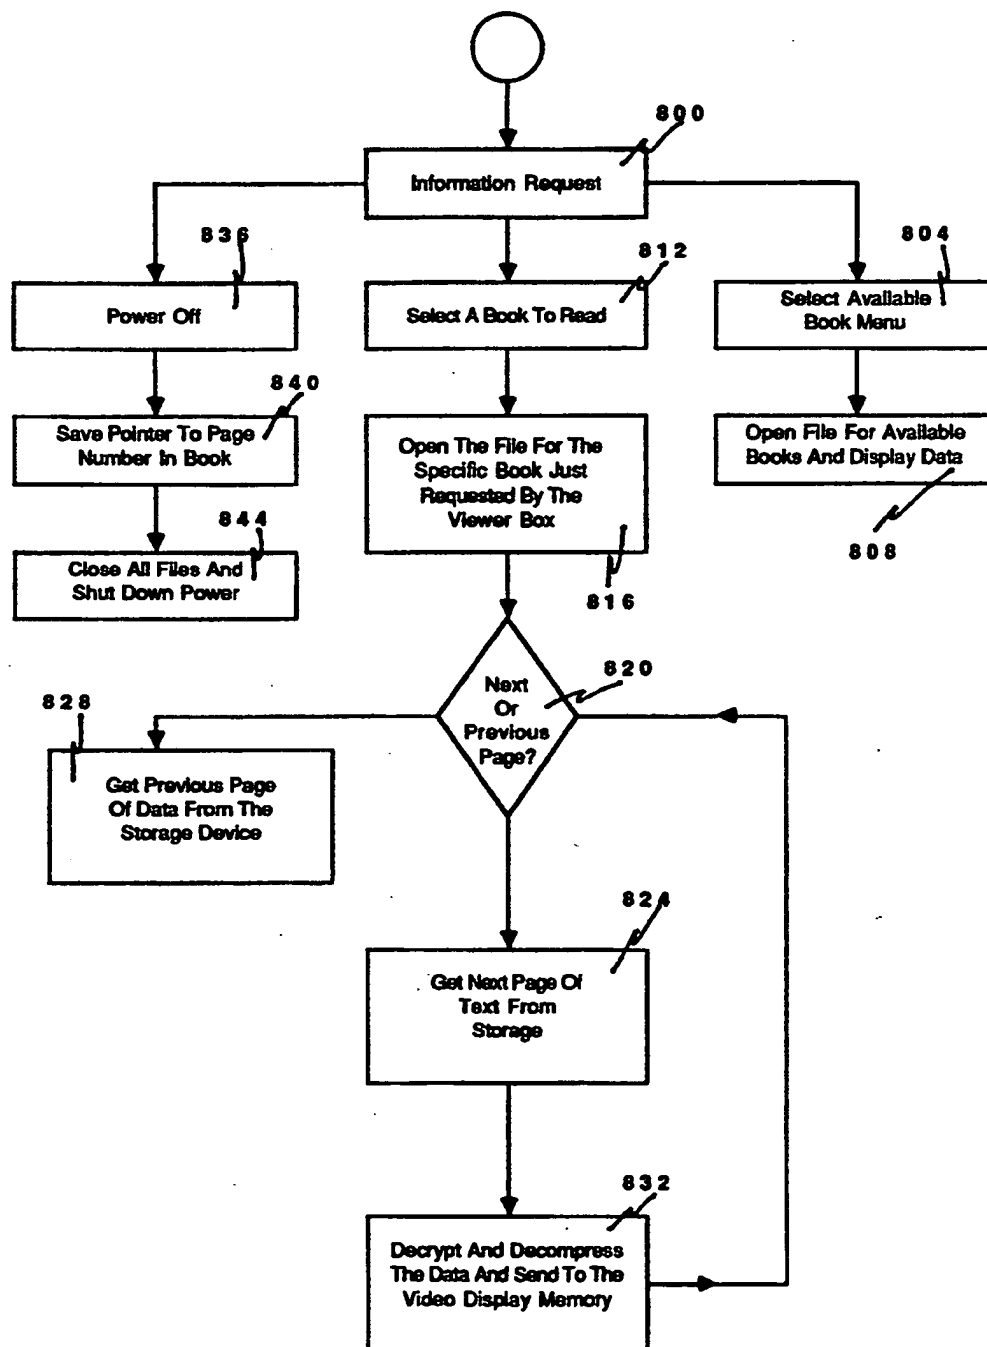 800
Information Request
836
812
804
Power Off
Select A Book To Read
Select Available
Book Menu
840
Save Pointer To Page
Number In Book
Open The File For The
Specific Book Just
Requested By The
Viewer Box
Open File For Available
Books And Display Data
844
808
Close All Files And
Shut Down Power
816
820
Next
Or
Previous
Page?
828
Get Previous Page
Of Data From The
Storage Device
824
Get Next Page Of
Text From
Storage
832
Decrypt And Decompress
The Data And Send To The
Video Display Memory